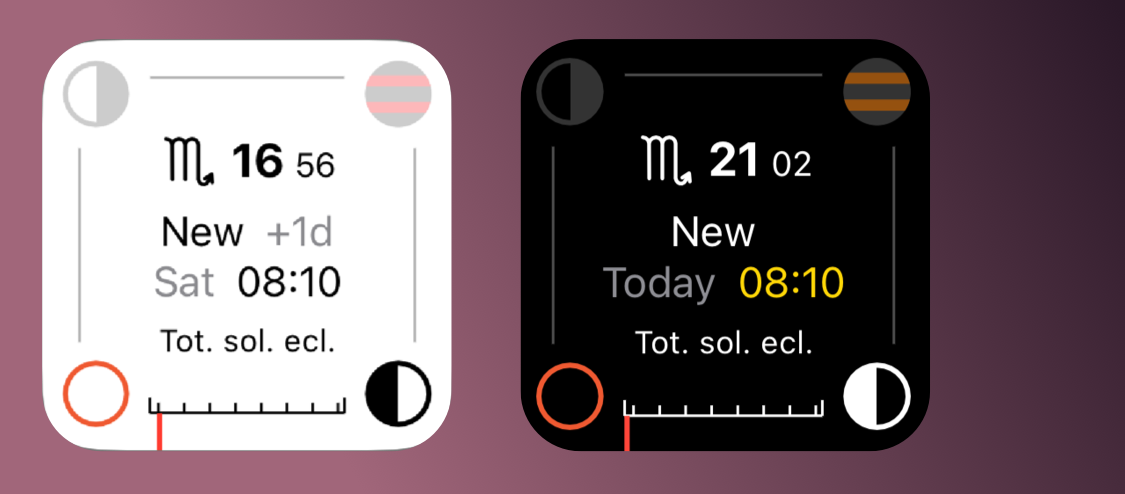 ♏ 16 56
New +1d
Sat 08:10
Tot. sol. ecl.
♏ 21 02
New
Today 08:10
Tot. sol. ecl.